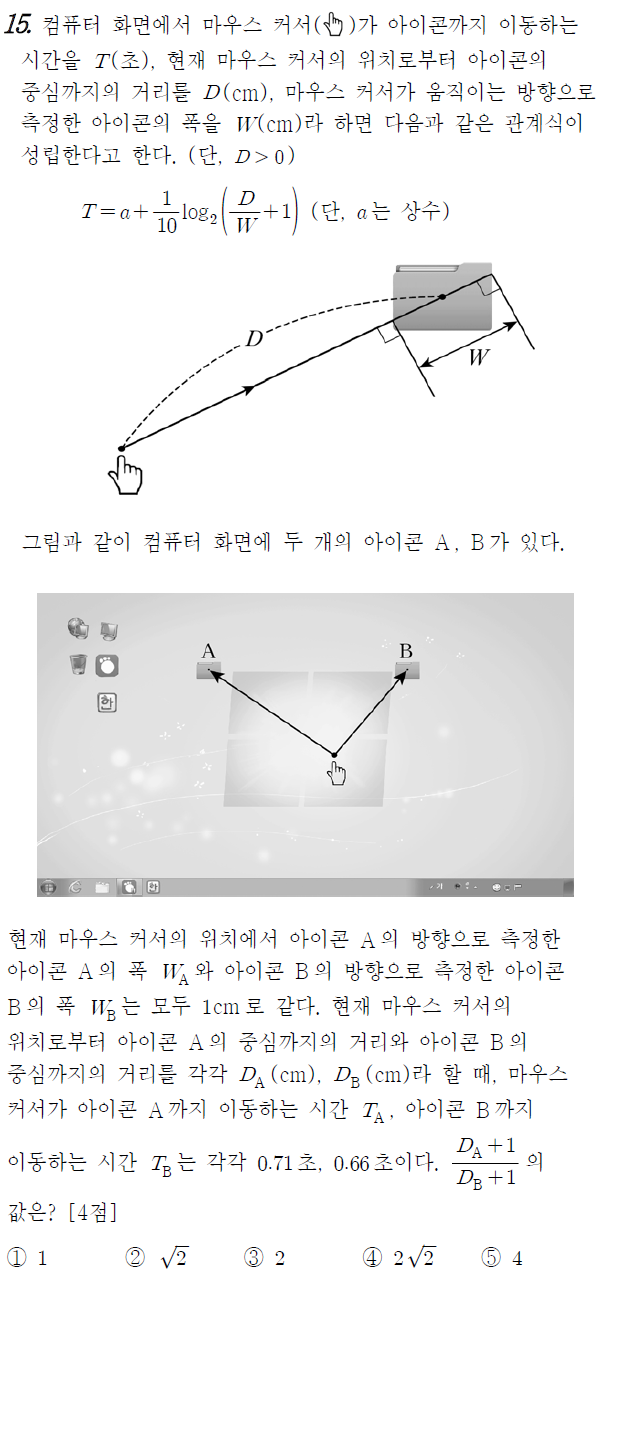 15. 컴퓨터 화면에서 마우스 커서( )가 아이콘까지 이동하는
시간을 T(초), 현재 마우스 커서의 위치로부터 아이콘의
중심까지의 거리를 D(cm), 마우스 커서가 움직이는 방향으로
측정한 아이콘의 폭을 W(cm)라 하면 다음과 같은 관계식이
성립한다고 한다. (단, D>0)
T=a+\frac{1}{10}log₂(\frac{D}{W}+1) (단, a는 상수)
D
W
그림과 같이 컴퓨터 화면에 두 개의 아이콘 A, B가 있다.
A B
한
현재 마우스 커서의 위치에서 아이콘 A의 방향으로 측정한
아이콘 A의 폭 W_A와 아이콘 B의 방향으로 측정한 아이콘
B의 폭 W_B는 모두 1cm로 같다. 현재 마우스 커서의
위치로부터 아이콘 A의 중심까지의 거리와 아이콘 B의
중심까지의 거리를 각각 D_A(cm), D_B(cm)라 할 때, 마우스
커서가 아이콘 A까지 이동하는 시간 T_A, 아이콘 B까지
이동하는 시간 T_B는 각각 0.71초, 0.66초이다. \frac{D_A+1}{D_B+1}의
값은? [4점]
① 1 ② √2 ③ 2 ④ 2√2 ⑤ 4